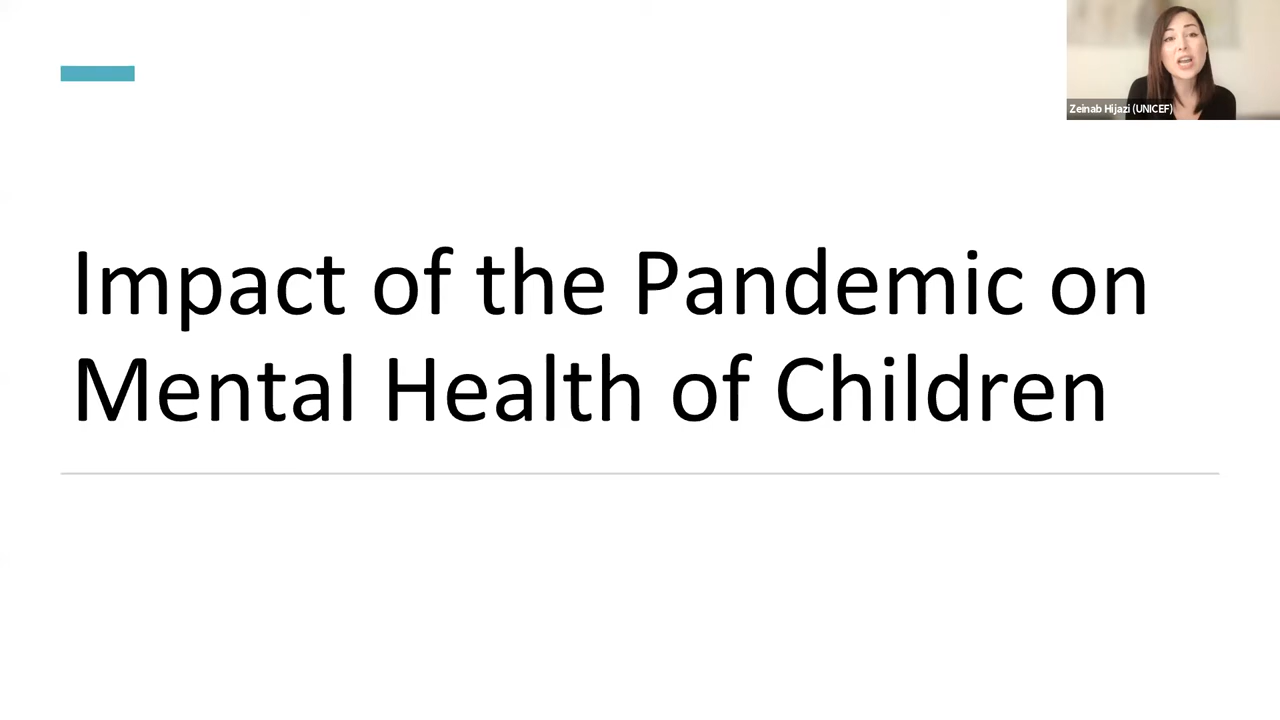 Zeinab Hijazi (UNICEF)
Impact of the Pandemic on
Mental Health of Children